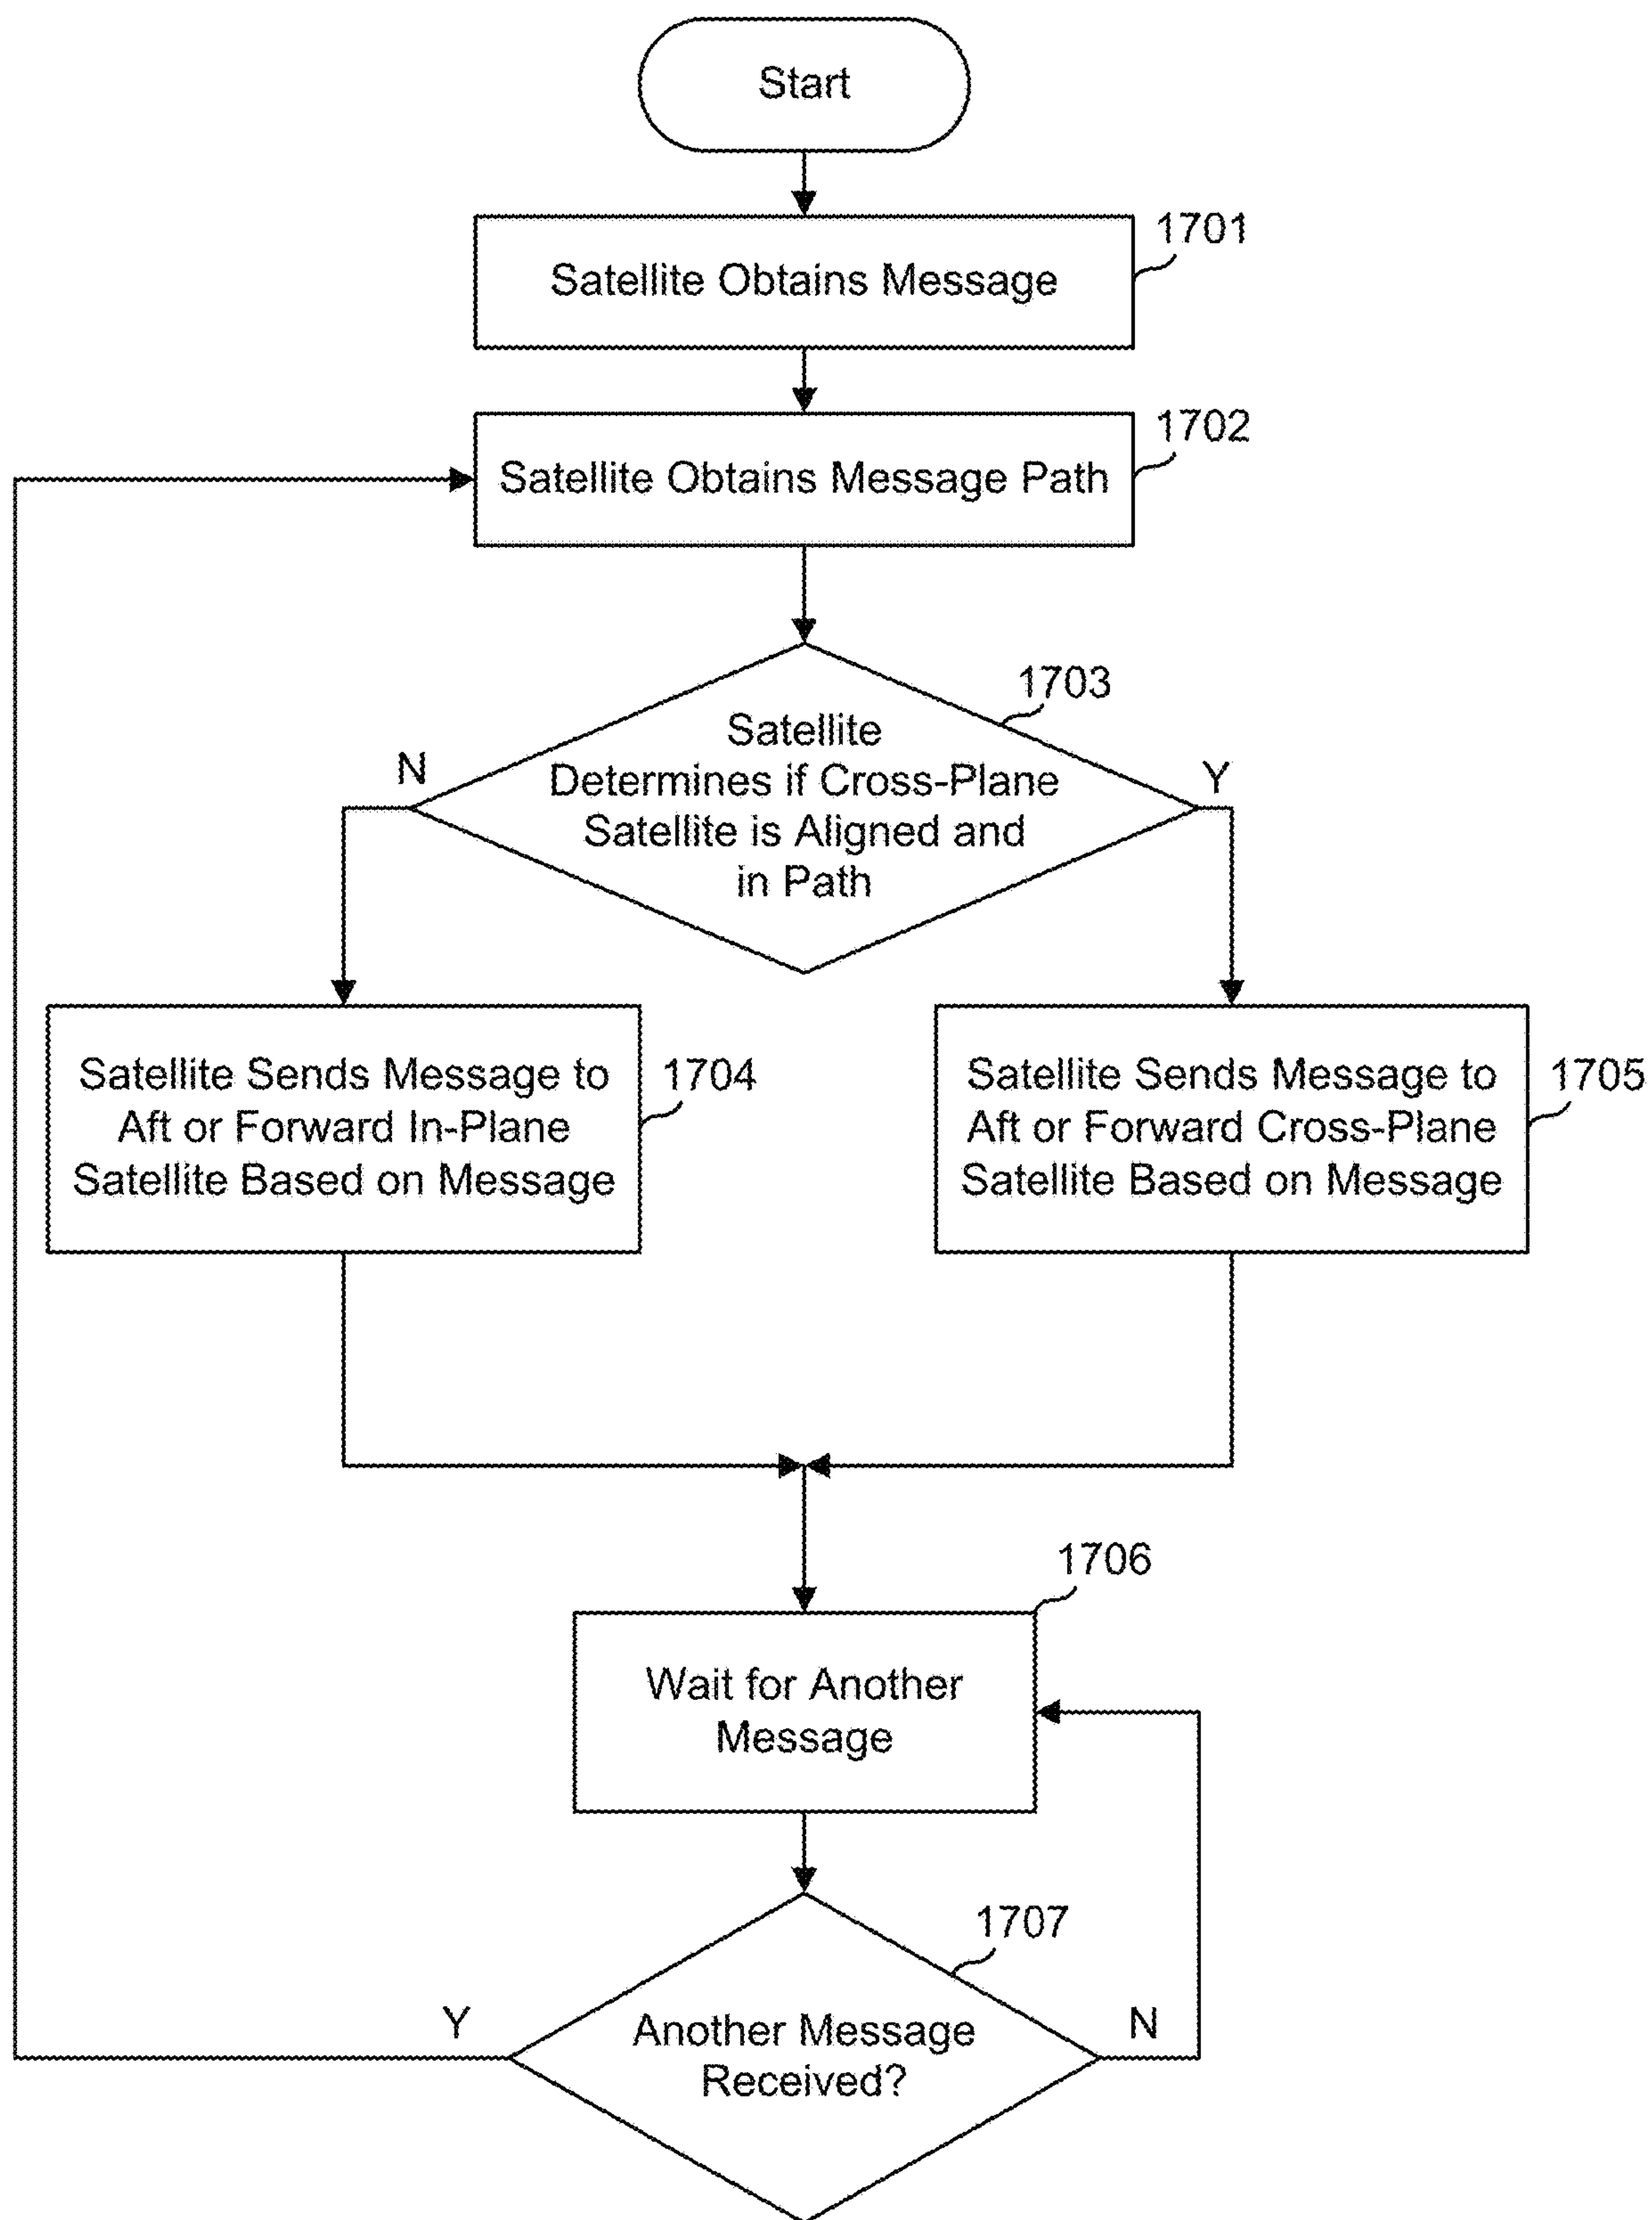 Start
1701
Satellite Obtains Message
1702
Satellite Obtains Message Path
1703
Satellite
Determines if Cross-Plane
Satellite is Aligned and
in Path
N
Y
Satellite Sends Message to
Aft or Forward In-Plane
Satellite Based on Message
1704
Satellite Sends Message to
Aft or Forward Cross-Plane
Satellite Based on Message
1705
1706
Wait for Another
Message
1707
Another Message
Received?
Y
N